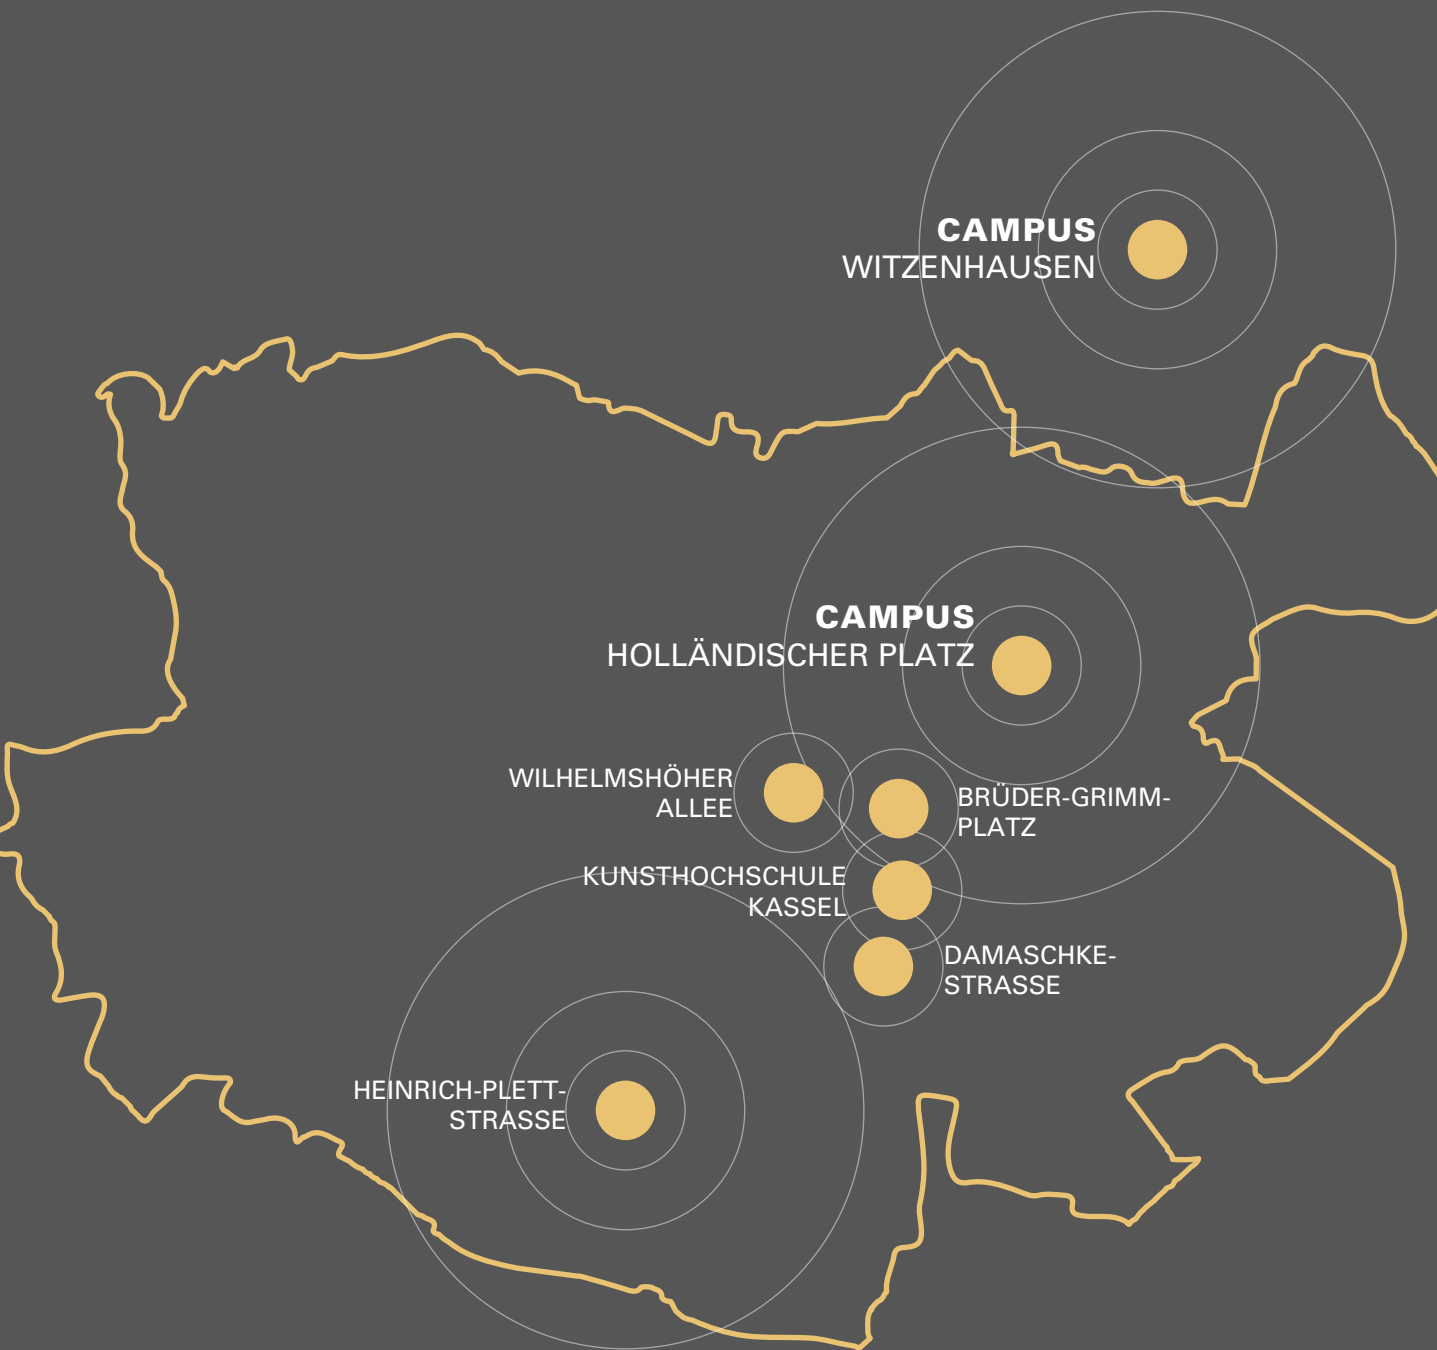 CAMPUS
WITZENHAUSEN
CAMPUS
HOLLÄNDISCHER PLATZ
WILHELMSHÖHER
ALLEE
BRÜDER-GRIMM-
PLATZ
KUNSTHOCHSCHULE
KASSEL
DAMASCHKE-
STRASSE
HEINRICH-PLETT-
STRASSE